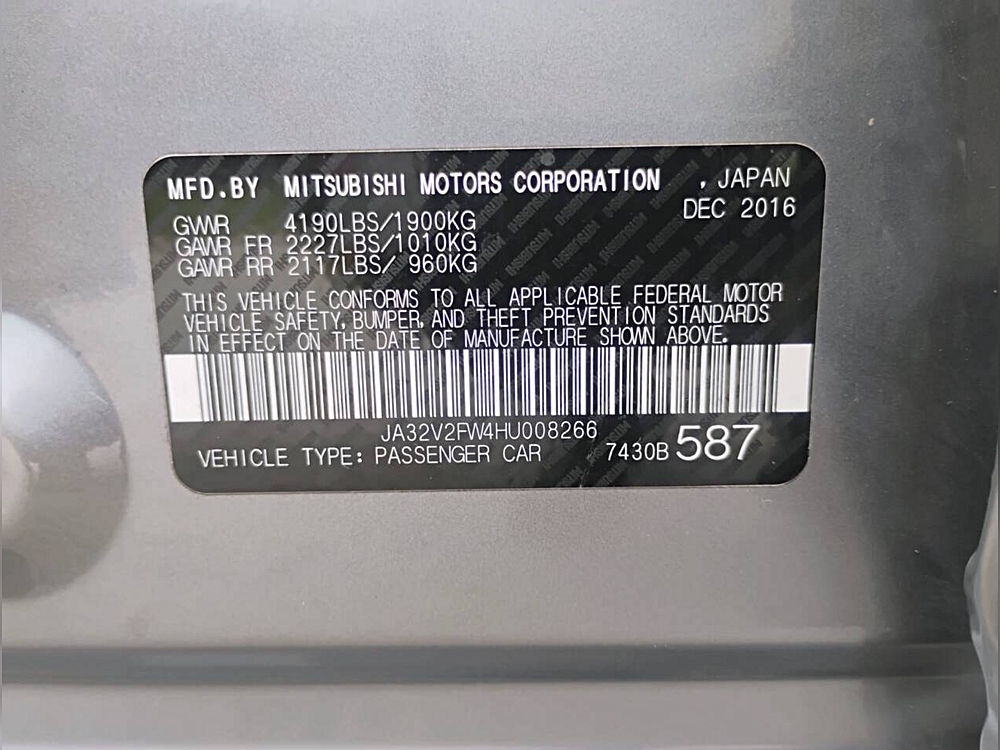 MFD.BY MITSUBISHI MOTORS CORPORATION , JAPAN
DEC 2016
GVWR 4190LBS/1900KG
GAWR FR 2227LBS/1010KG
GAWR RR 2117LBS/ 960KG
THIS VEHICLE CONFORMS TO ALL APPLICABLE FEDERAL MOTOR
VEHICLE SAFETY, BUMPER, AND THEFT PREVENTION STANDARDS
IN EFFECT ON THE DATE OF MANUFACTURE SHOWN ABOVE.
JA32V2FW4HU008266
VEHICLE TYPE: PASSENGER CAR 7430B 587